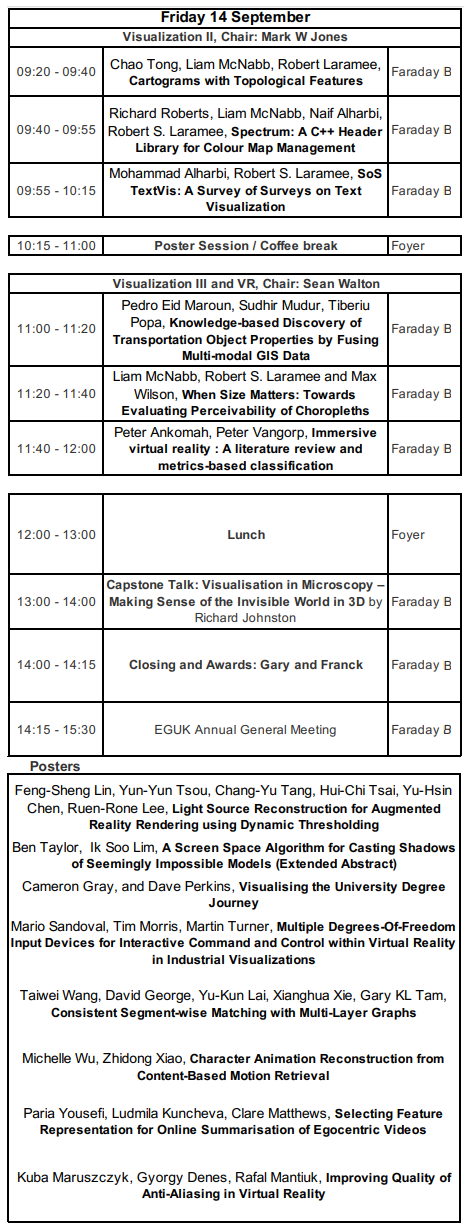 Friday 14 September
Visualization II, Chair: Mark W Jones
09:20 - 09:40
Chao Tong, Liam McNabb, Robert Laramee,
Cartograms with Topological Features
Faraday B
09:40 - 09:55
Richard Roberts, Liam McNabb, Naif Alharbi,
Robert S. Laramee, Spectrum: A C++ Header
Library for Colour Map Management
Faraday B
09:55 - 10:15
Mohammad Alharbi, Robert S. Laramee, SoS
TextVis: A Survey of Surveys on Text
Visualization
Faraday B
10:15 - 11:00
Poster Session / Coffee break
Foyer
Visualization III and VR, Chair: Sean Walton
11:00 - 11:20
Pedro Eid Maroun, Sudhir Mudur, Tiberiu
Popa, Knowledge-based Discovery of
Transportation Object Properties by Fusing
Multi-modal GIS Data
Faraday B
11:20 - 11:40
Liam McNabb, Robert S. Laramee and Max
Wilson, When Size Matters: Towards
Evaluating Perceivability of Choropleths
Faraday B
11:40 - 12:00
Peter Ankomah, Peter Vangorp, Immersive
virtual reality : A literature review and
metrics-based classification
Faraday B
12:00 - 13:00
Lunch
Foyer
13:00 - 14:00
Capstone Talk: Visualisation in Microscopy –
Making Sense of the Invisible World in 3D by
Richard Johnston
Faraday B
14:00 - 14:15
Closing and Awards: Gary and Franck
Faraday B
14:15 - 15:30
EGUK Annual General Meeting
Faraday B
Posters
Feng-Sheng Lin, Yun-Yun Tsou, Chang-Yu Tang, Hui-Chi Tsai, Yu-Hsin
Chen, Ruen-Rone Lee, Light Source Reconstruction for Augmented
Reality Rendering using Dynamic Thresholding
Ben Taylor, Ik Soo Lim, A Screen Space Algorithm for Casting Shadows
of Seemingly Impossible Models (Extended Abstract)
Cameron Gray, and Dave Perkins, Visualising the University Degree
Journey
Mario Sandoval, Tim Morris, Martin Turner, Multiple Degrees-Of-Freedom
Input Devices for Interactive Command and Control within Virtual Reality
in Industrial Visualizations
Taiwei Wang, David George, Yu-Kun Lai, Xianghua Xie, Gary KL Tam,
Consistent Segment-wise Matching with Multi-Layer Graphs
Michelle Wu, Zhidong Xiao, Character Animation Reconstruction from
Content-Based Motion Retrieval
Paria Yousefi, Ludmila Kuncheva, Clare Matthews, Selecting Feature
Representation for Online Summarisation of Egocentric Videos
Kuba Maruszczyk, Gyorgy Denes, Rafal Mantiuk, Improving Quality of
Anti-Aliasing in Virtual Reality